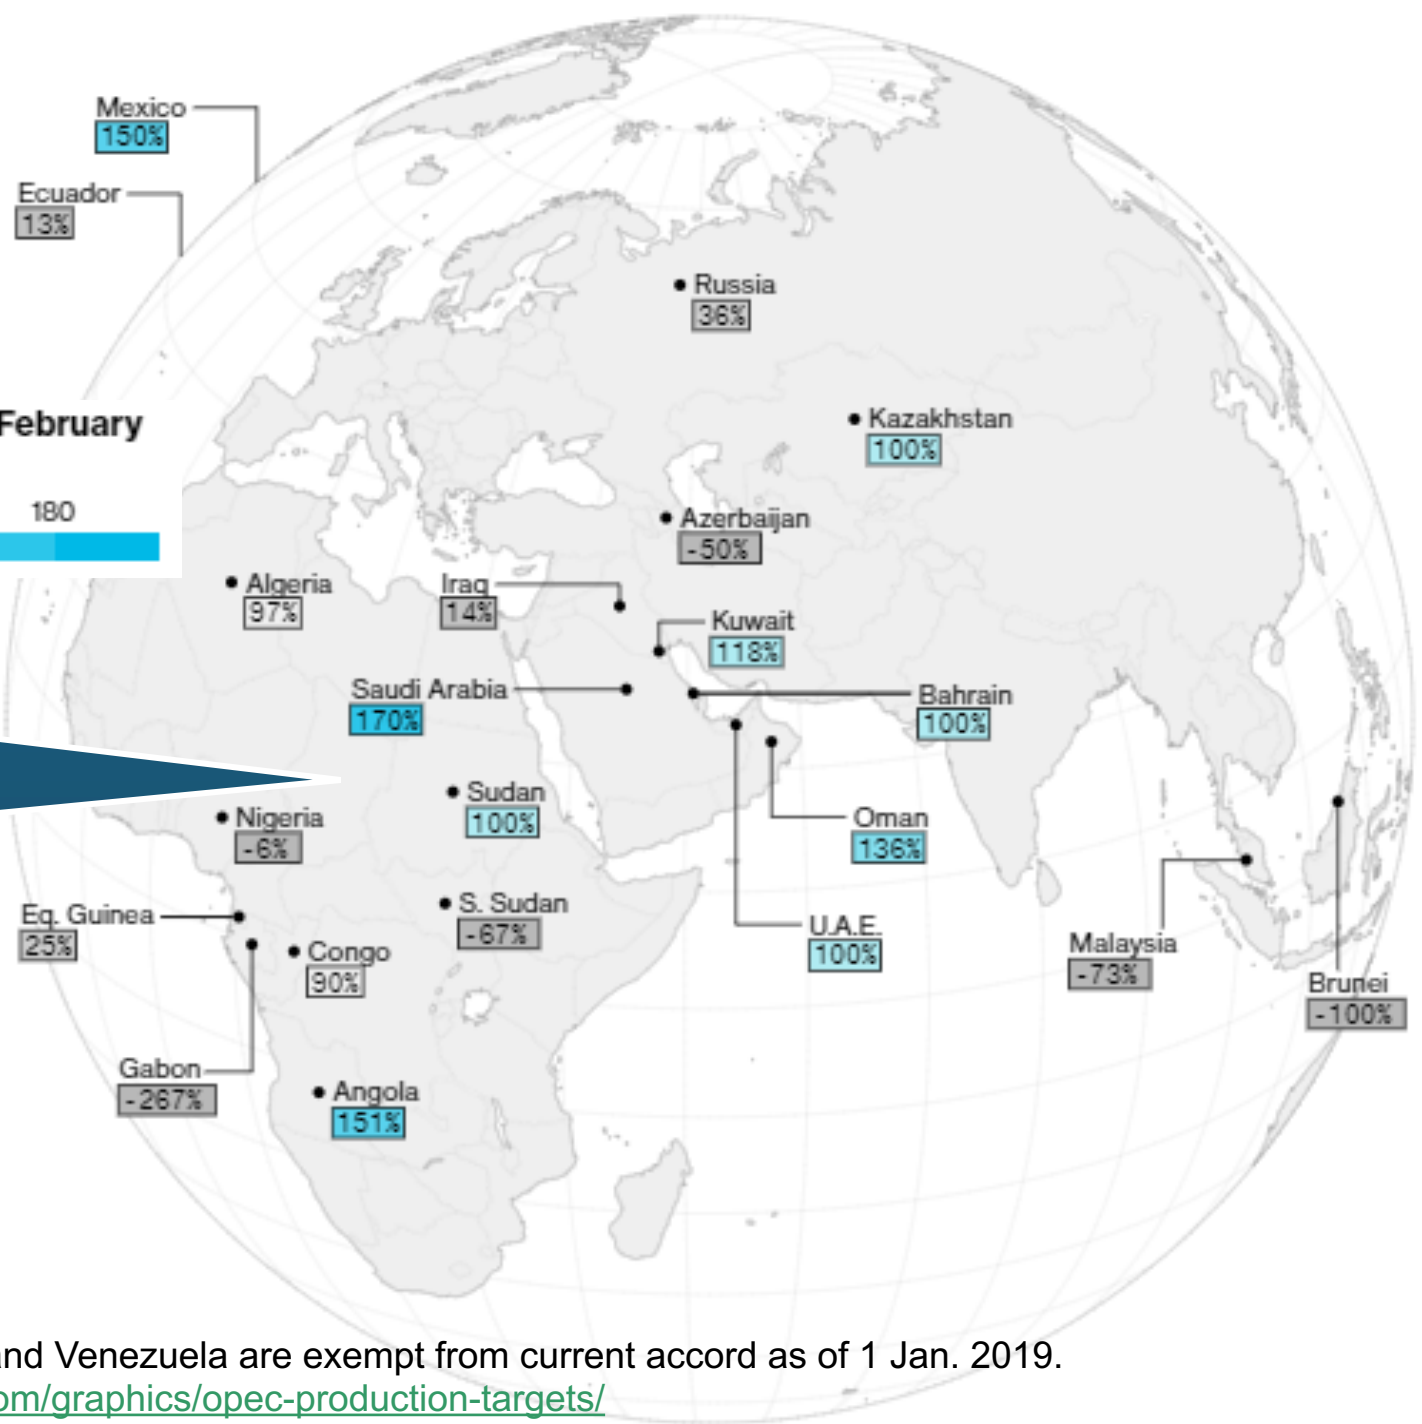 Mexico
150%
Ecuador
13%
Russia
36%
February
180
Kazakhstan
100%
Azerbaijan
-50%
Algeria
97%
Iraq
14%
Kuwait
118%
Saudi Arabia
170%
Bahrain
100%
Sudan
100%
Nigeria
-6%
Oman
136%
S. Sudan
-67%
Eq. Guinea
25%
Congo
90%
U.A.E.
100%
Malaysia
-73%
Brunei
-100%
Gabon
-267%
Angola
151%
and Venezuela are exempt from current accord as of 1 Jan. 2019.
om/graphics/opec-production-targets/